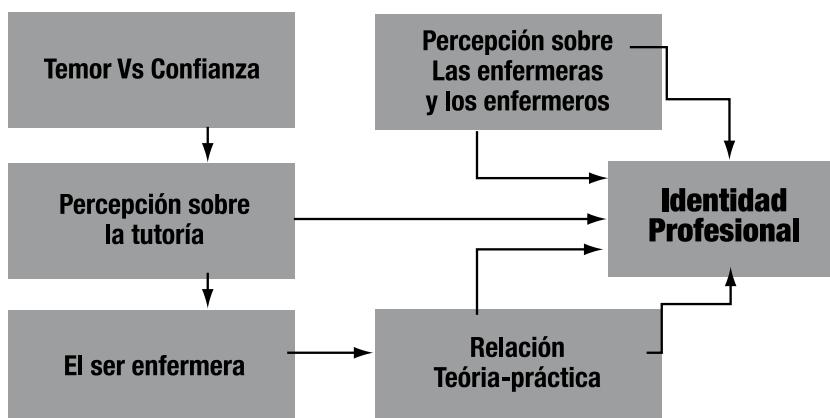 Temor Vs Confianza
Percepción sobre
Las enfermeras
y los enfermeros
Percepción sobre
la tutoría
Identidad
Profesional
El ser enfermera
Relación
Teória-práctica